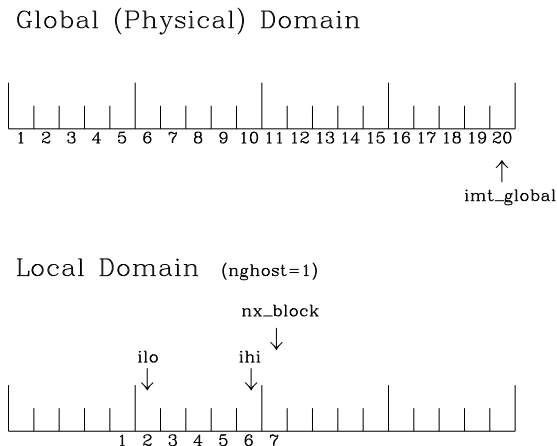 Global (Physical) Domain
1 2 3 4 5 6 7 8 9 10 11 12 13 14 15 16 17 18 19 20
imt_global
Local Domain (nghost=1)
nx_block
ilo ihi
1 2 3 4 5 6 7